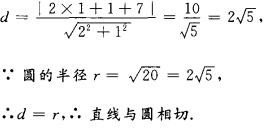 d = | 2 × 1 + 1 + 7 | / √(2² + 1²) = 10 / √5 = 2√5 ,
∵ 圆的半径 r = √20 = 2√5 ,
∴ d = r , ∴ 直线与圆相切.